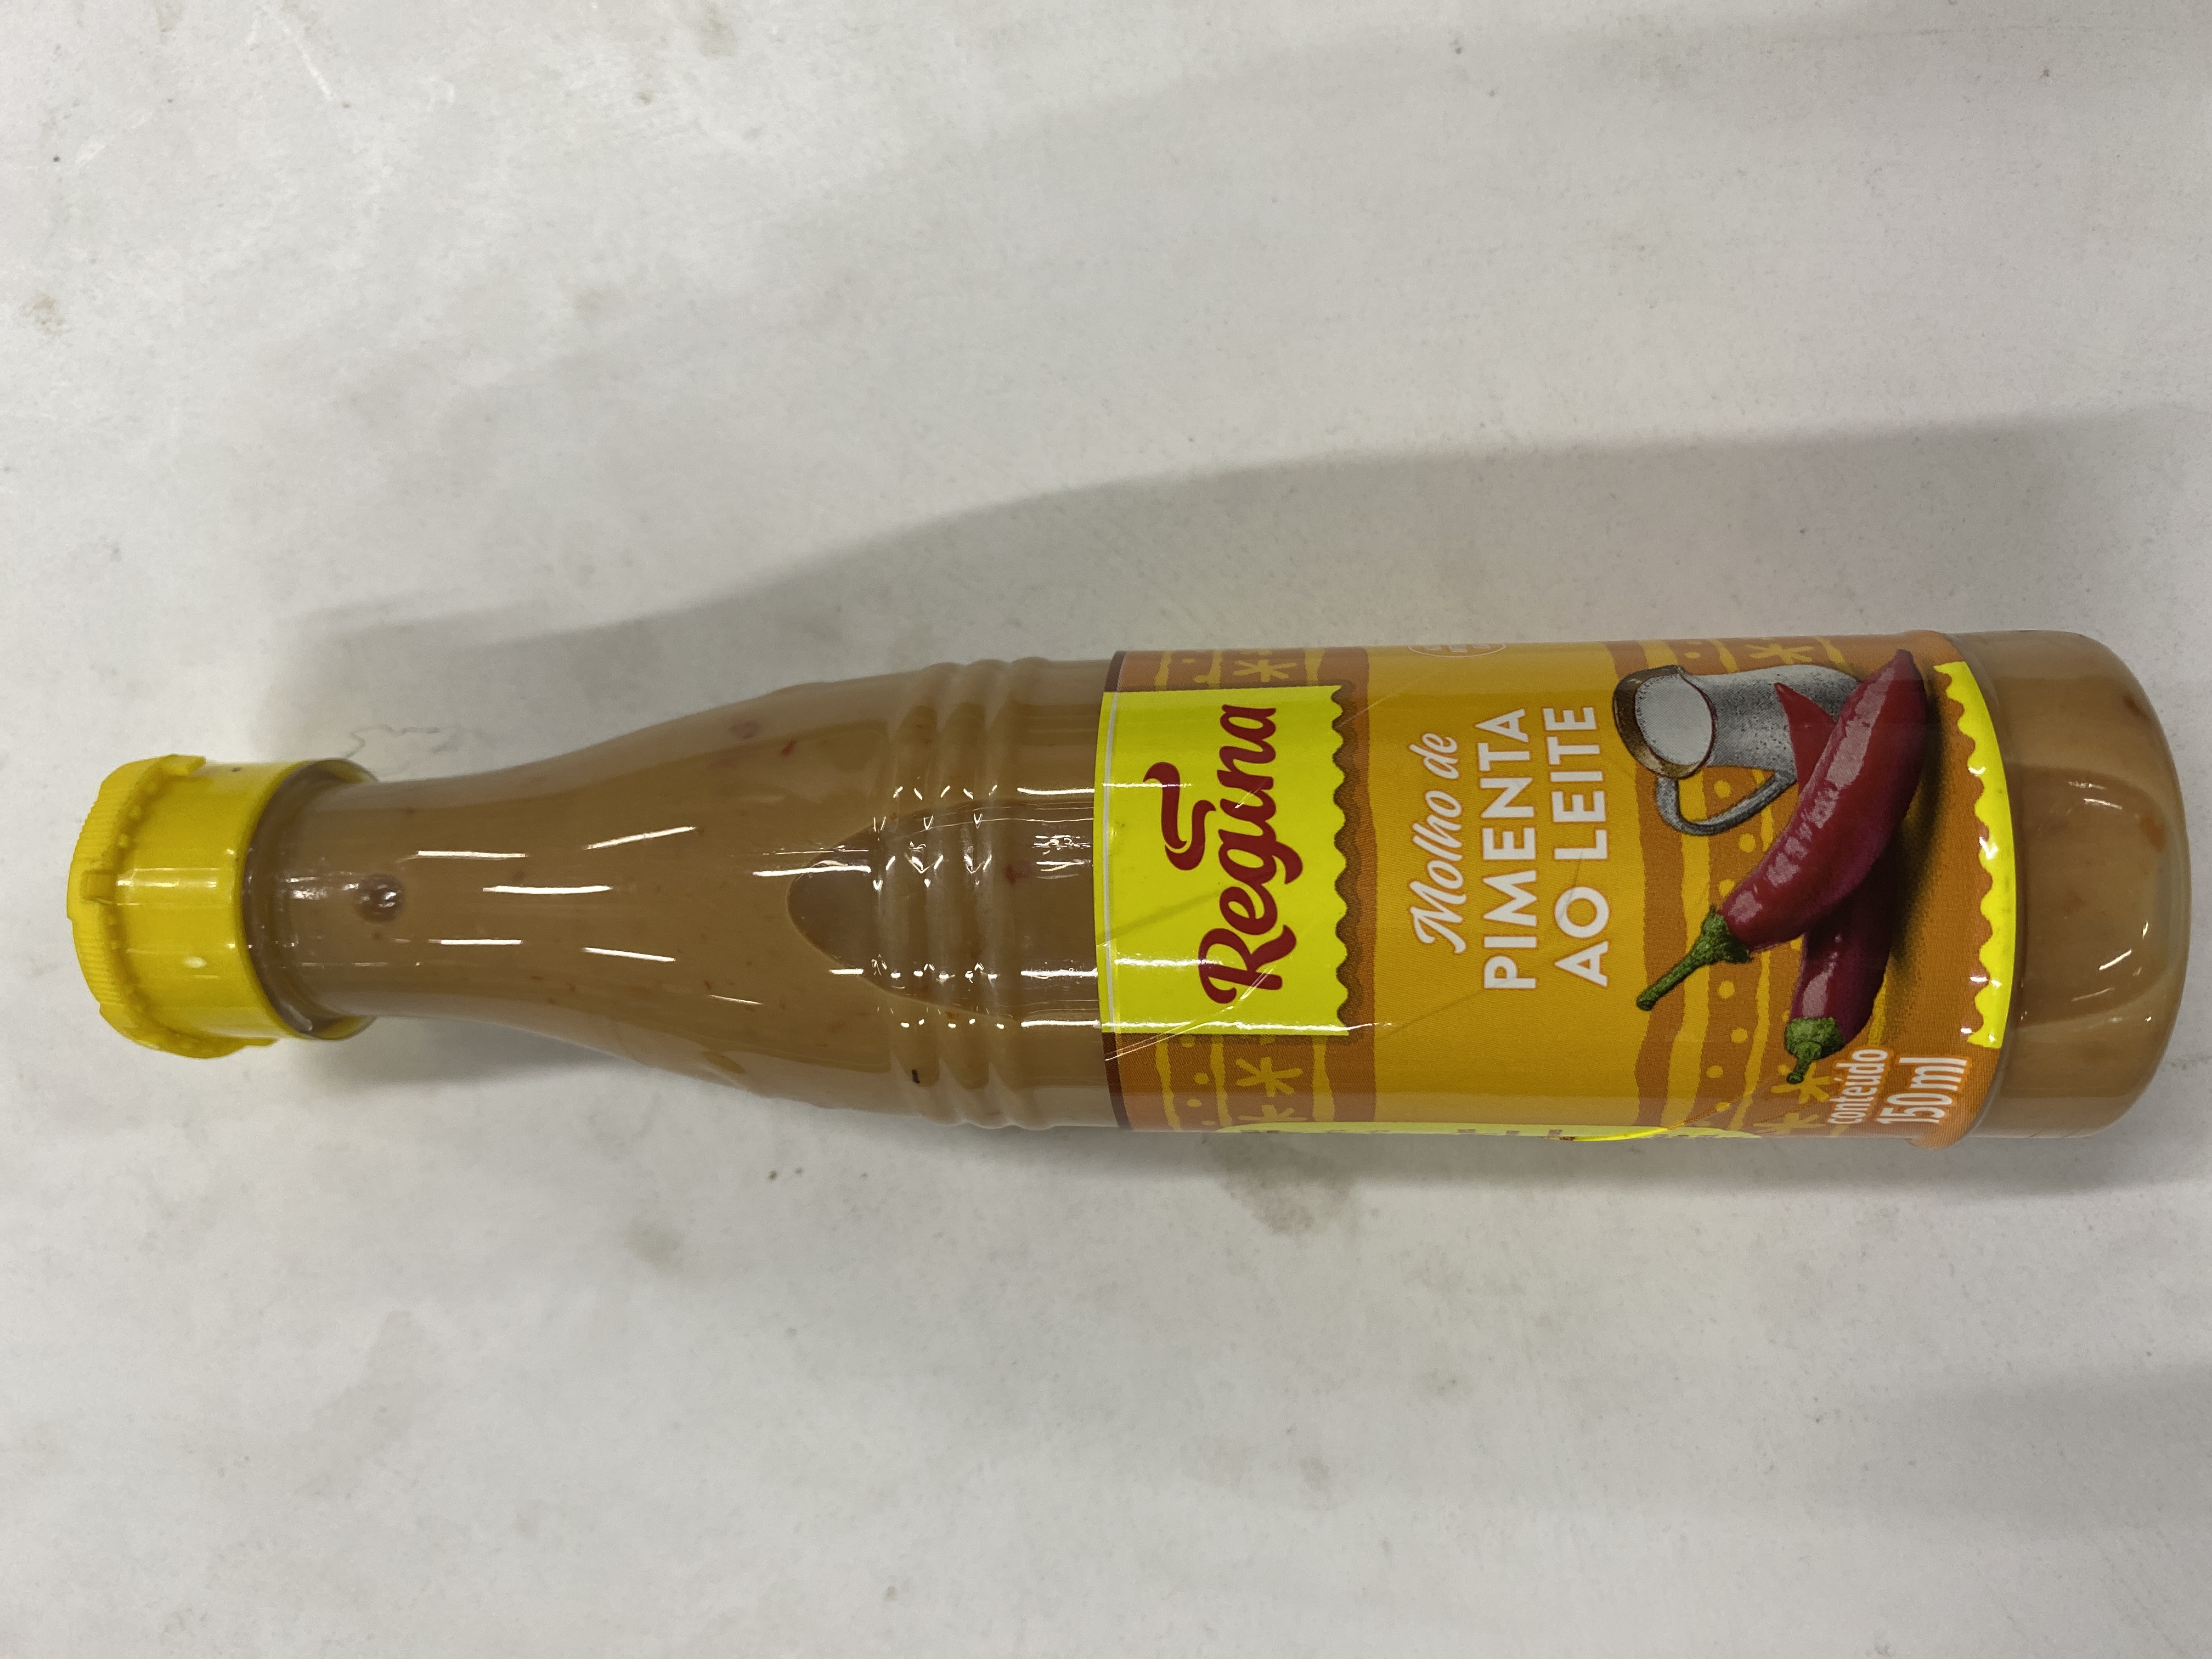 Regina
Molho de
PIMENTA
AO LEITE
conteúdo
150ml